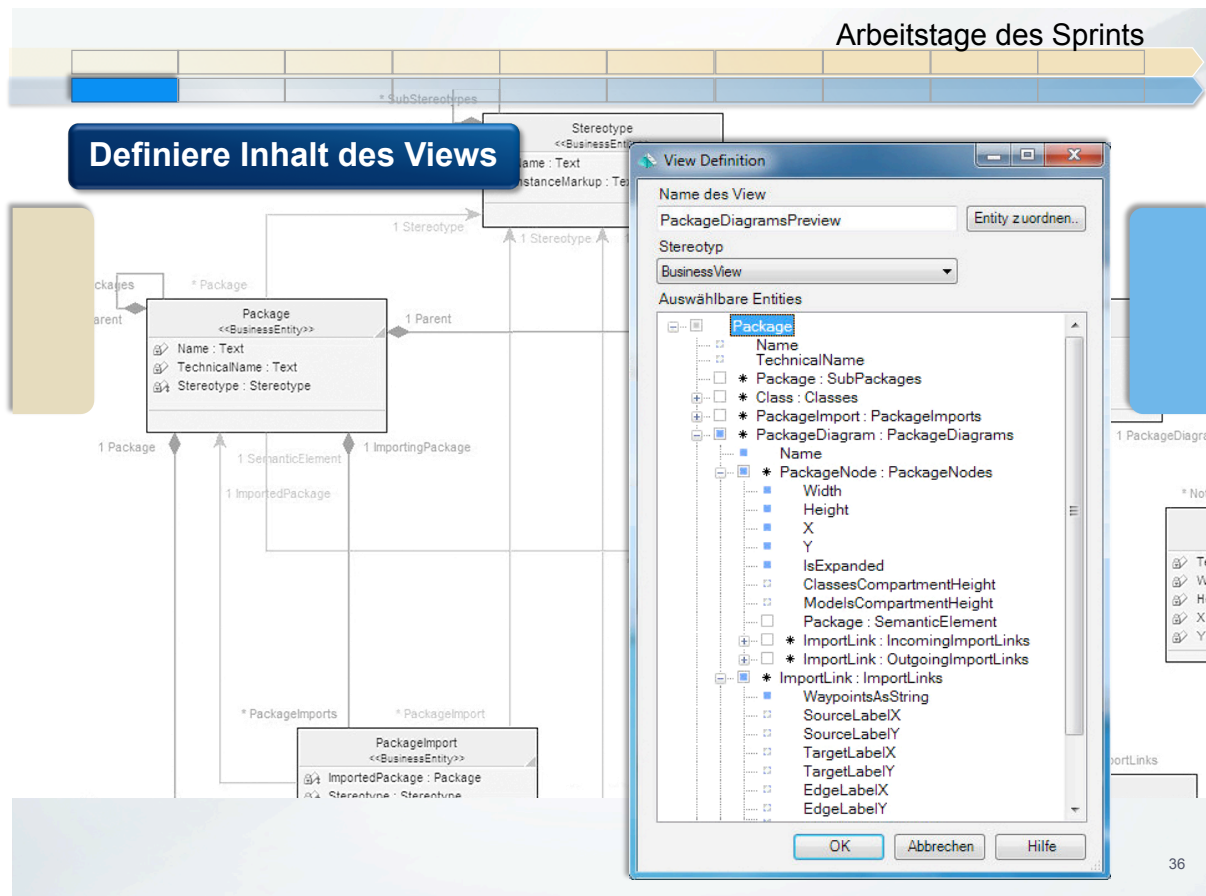 Arbeitstage des Sprints
* SubStereotypes
Definiere Inhalt des Views
Stereotype
<<BusinessEnti
Name : Text
InstanceMarkup : Te
1 Stereotype
1 Stereotype
ckages
* Package
arent
Package
<<BusinessEntity>>
Name : Text
TechnicalName : Text
Stereotype : Stereotype
1 Parent
1 Package
1 SemanticElement
1 ImportingPackage
1 ImportedPackage
* PackageImports
* PackageImport
PackageImport
<<BusinessEntity>>
ImportedPackage : Package
Stereotype : Stereotype
View Definition
Name des View
PackageDiagramsPreview
Entity zuordnen..
Stereotyp
BusinessView
Auswählbare Entities
Package
Name
TechnicalName
* Package : SubPackages
* Class : Classes
* PackageImport : PackageImports
* PackageDiagram : PackageDiagrams
Name
* PackageNode : PackageNodes
Width
Height
X
Y
IsExpanded
ClassesCompartmentHeight
ModelsCompartmentHeight
Package : SemanticElement
* ImportLink : IncomingImportLinks
* ImportLink : OutgoingImportLinks
* ImportLink : ImportLinks
WaypointsAsString
SourceLabelX
SourceLabelY
TargetLabelX
TargetLabelY
EdgeLabelX
EdgeLabelY
OK
Abbrechen
Hilfe
1 PackageDiagra
* Not
Te
W
He
X
Y
portLinks
36